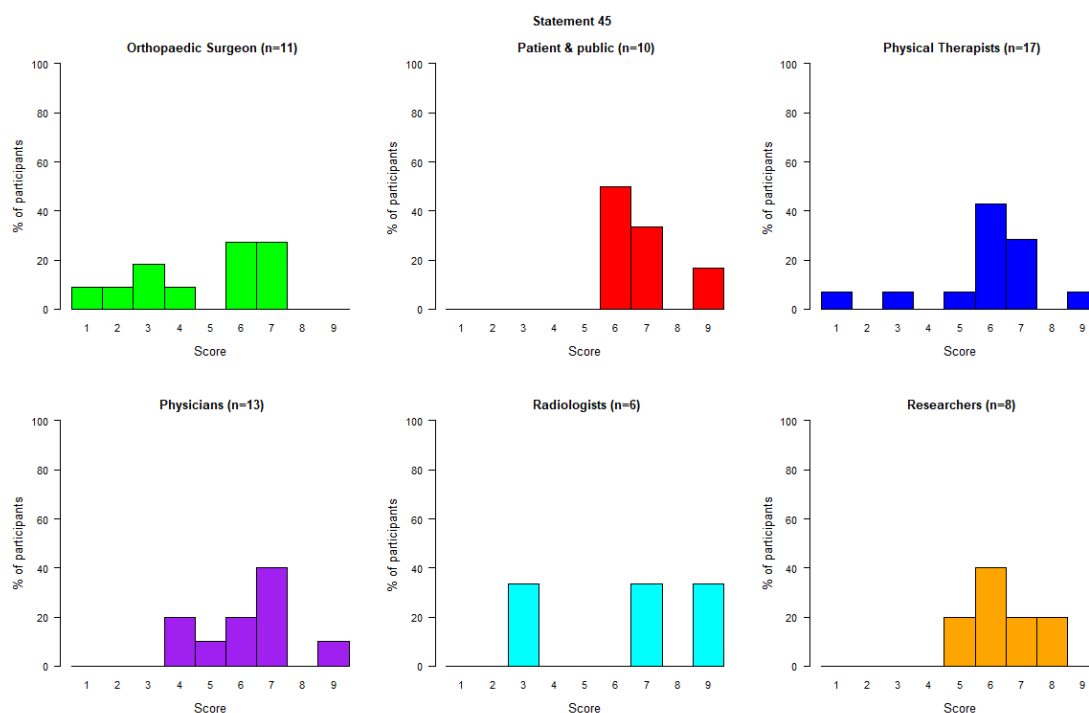 Statement 45
Orthopaedic Surgeon (n=11)
100
80
60
40
20
0
% of participants
1 2 3 4 5 6 7 8 9
Score
Patient & public (n=10)
100
80
60
40
20
0
% of participants
1 2 3 4 5 6 7 8 9
Score
Physical Therapists (n=17)
100
80
60
40
20
0
% of participants
1 2 3 4 5 6 7 8 9
Score
Physicians (n=13)
100
80
60
40
20
0
% of participants
1 2 3 4 5 6 7 8 9
Score
Radiologists (n=6)
100
80
60
40
20
0
% of participants
1 2 3 4 5 6 7 8 9
Score
Researchers (n=8)
100
80
60
40
20
0
% of participants
1 2 3 4 5 6 7 8 9
Score